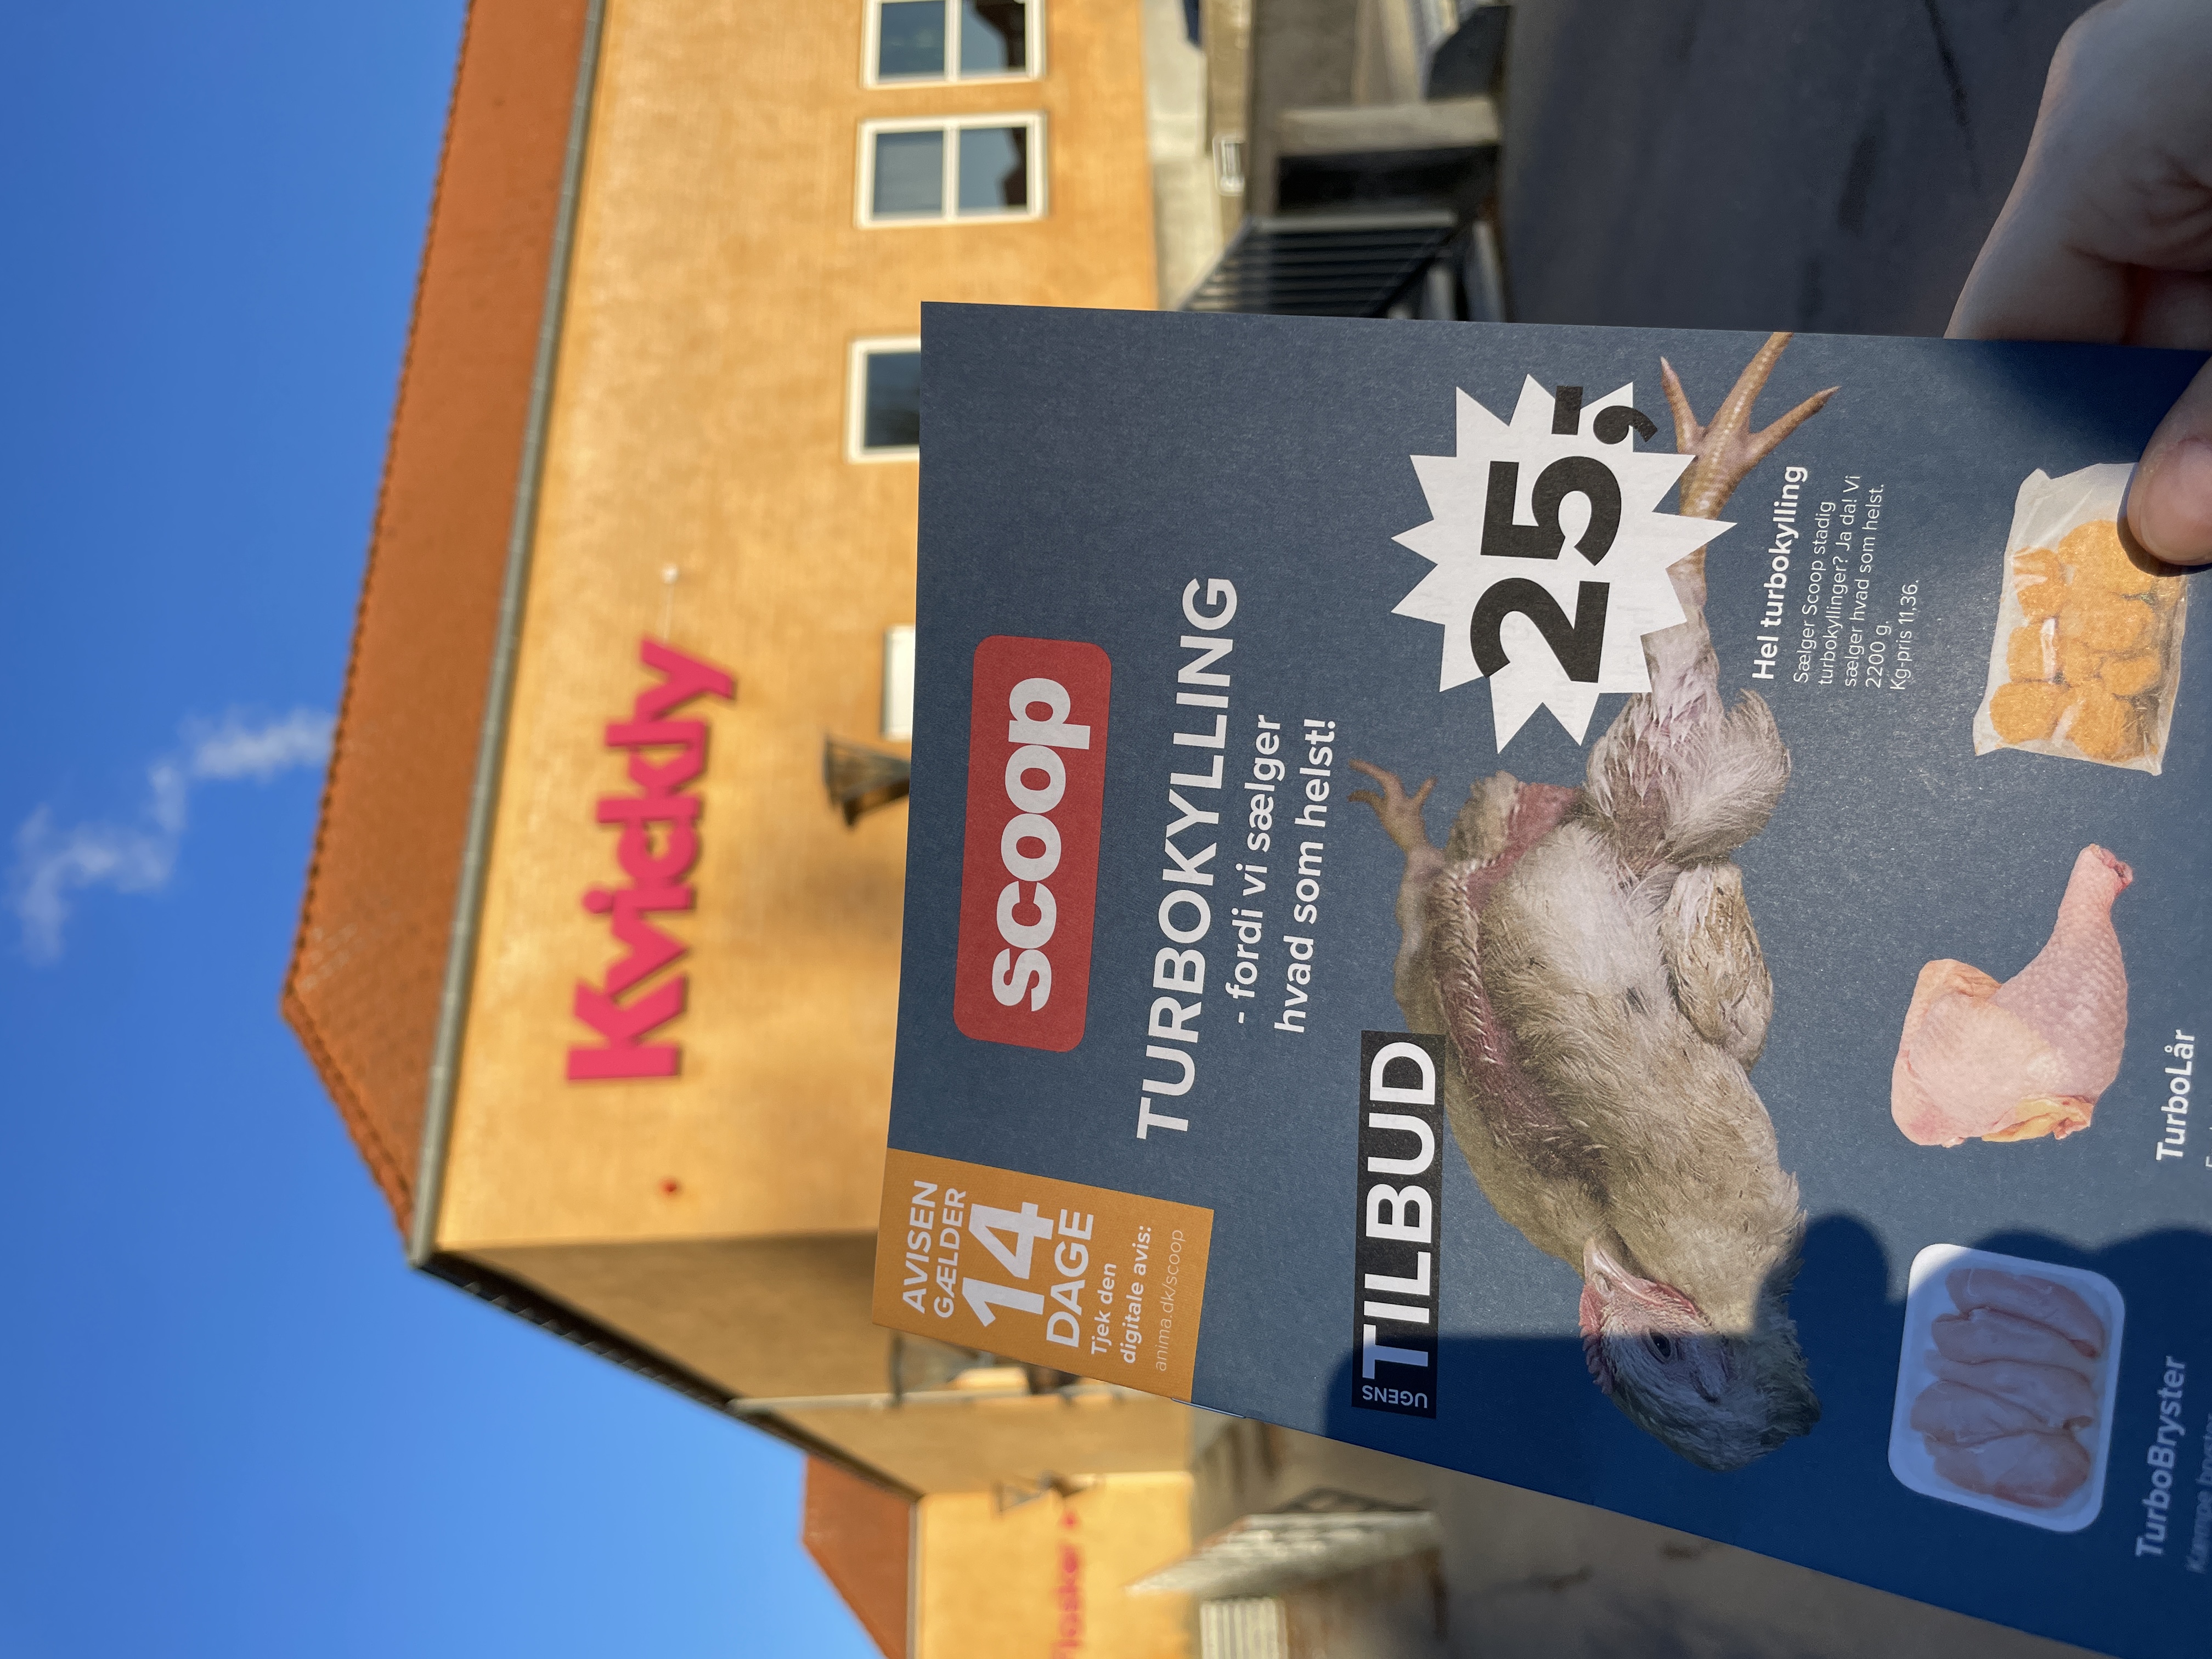 Kvickly
AVISEN
GÆLDER
14
DAGE
Tjek den
digitale avis:
anima.dk/scoop
scoop
TURBOKYLLING
- fordi vi sælger
hvad som helst!
UGENS
TILBUD
25,-
Hel turbokylling
Sælger Scoop stadig
turbokyllinger? Ja da! Vi
sælger hvad som helst.
2200 g.
Kg-pris 11,36.
TurboBryster
TurboLår